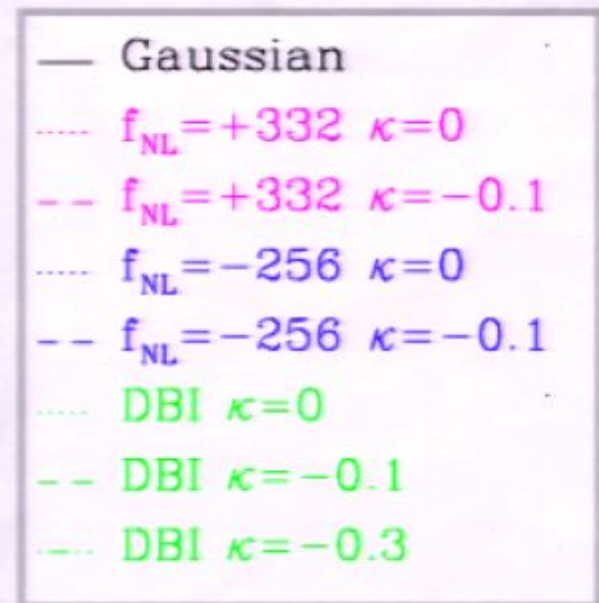 Gaussian
f_NL=+332 κ=0
f_NL=+332 κ=-0.1
f_NL=-256 κ=0
f_NL=-256 κ=-0.1
DBI κ=0
DBI κ=-0.1
DBI κ=-0.3